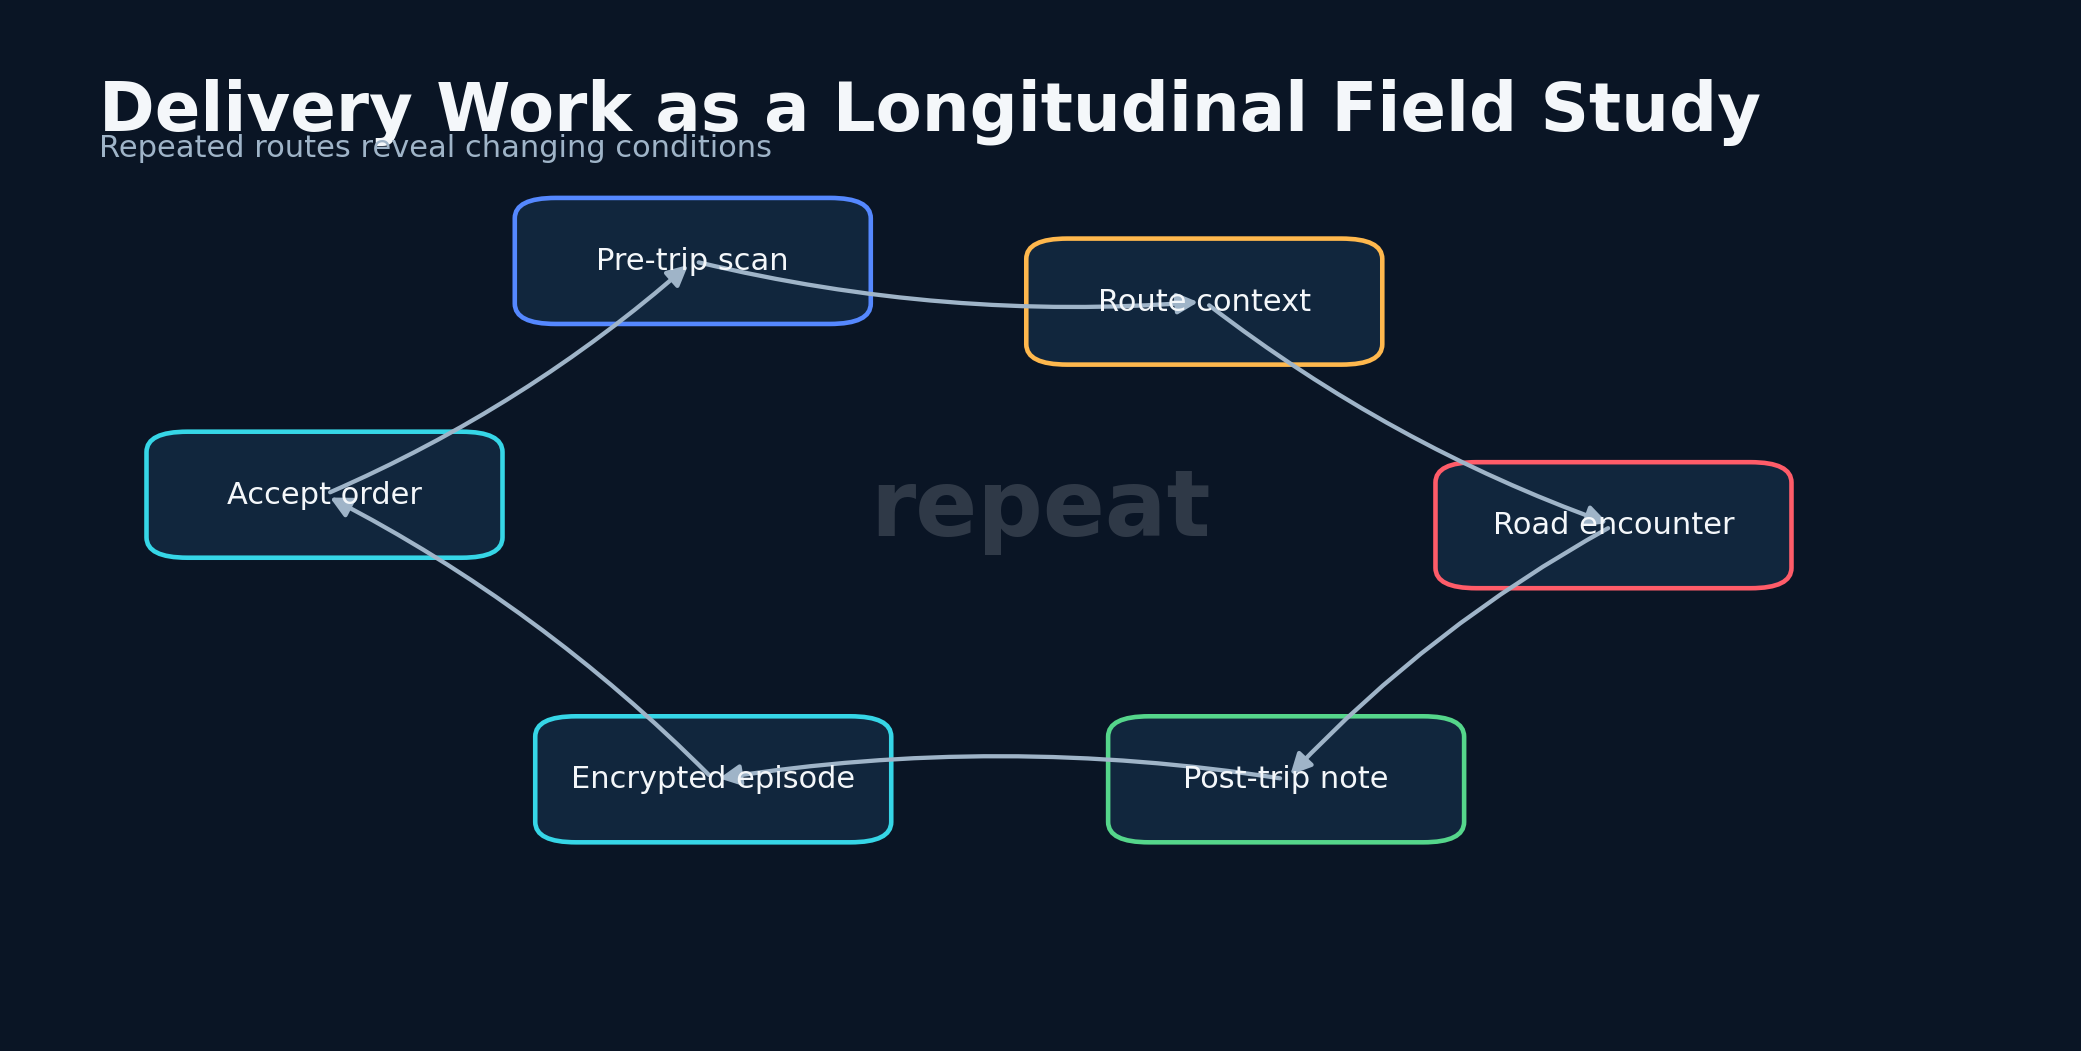 Delivery Work as a Longitudinal Field Study
Repeated routes reveal changing conditions
Pre-trip scan
Route context
Accept order
repeat
Road encounter
Encrypted episode
Post-trip note